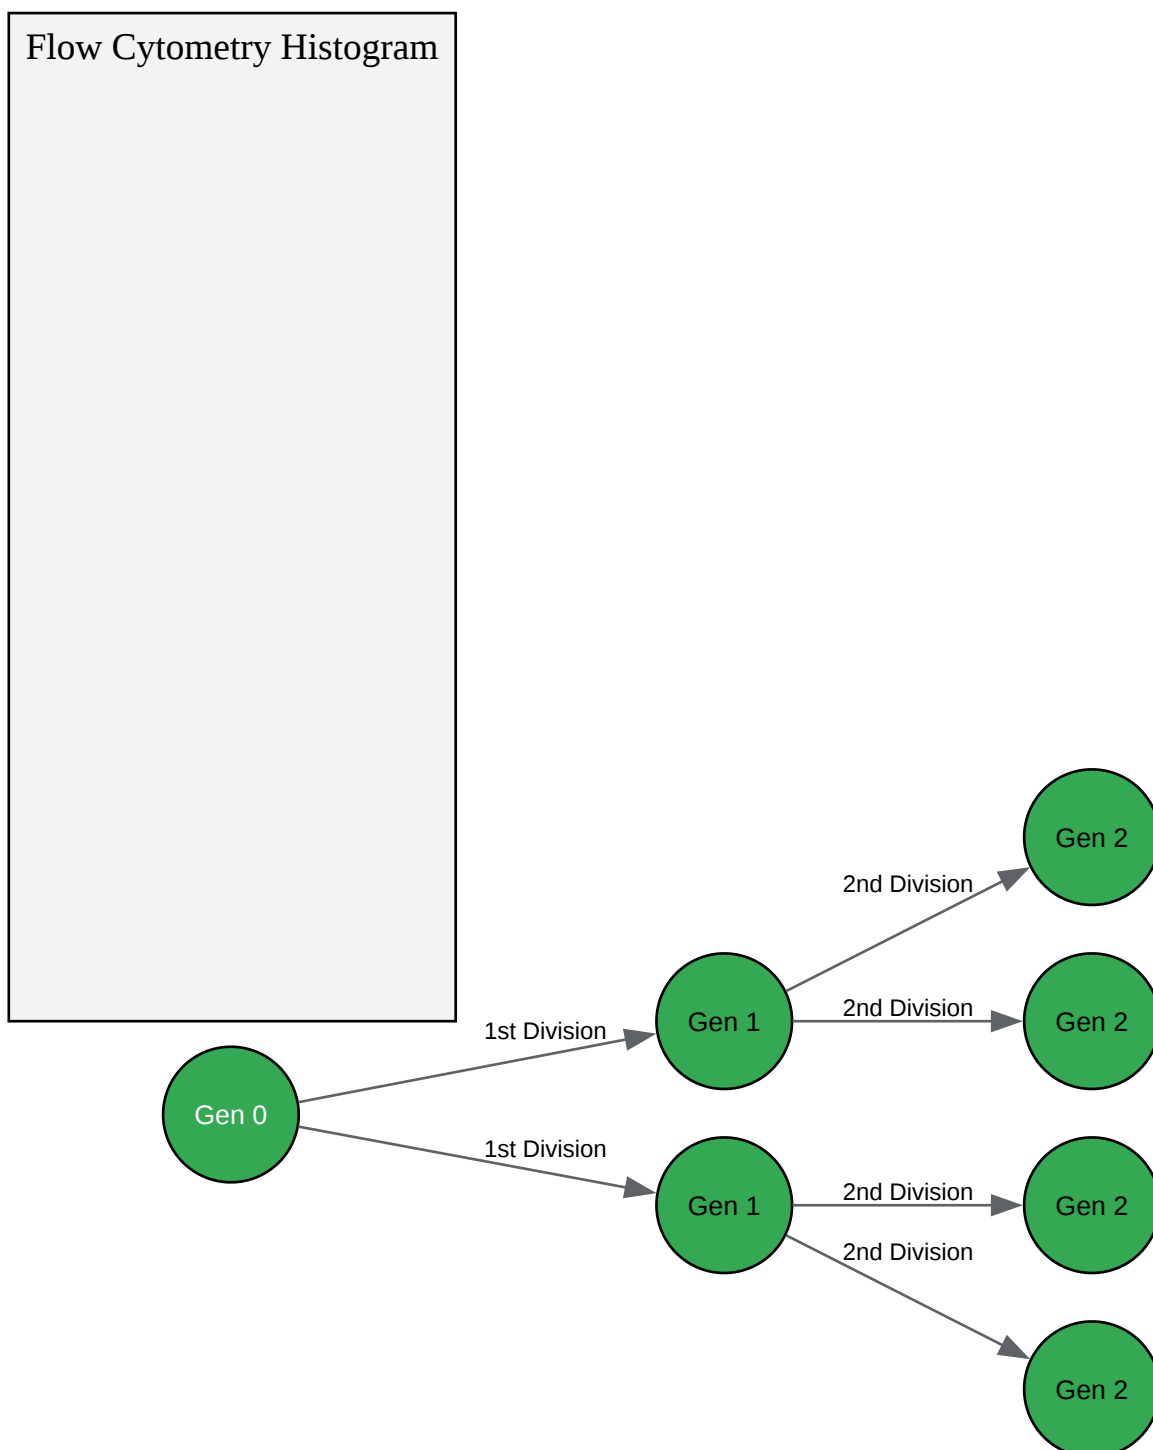 Flow Cytometry Histogram
Gen 2
2nd Division
Gen 1
2nd Division
Gen 2
1st Division
Gen 0
1st Division
Gen 1
2nd Division
Gen 2
2nd Division
Gen 2